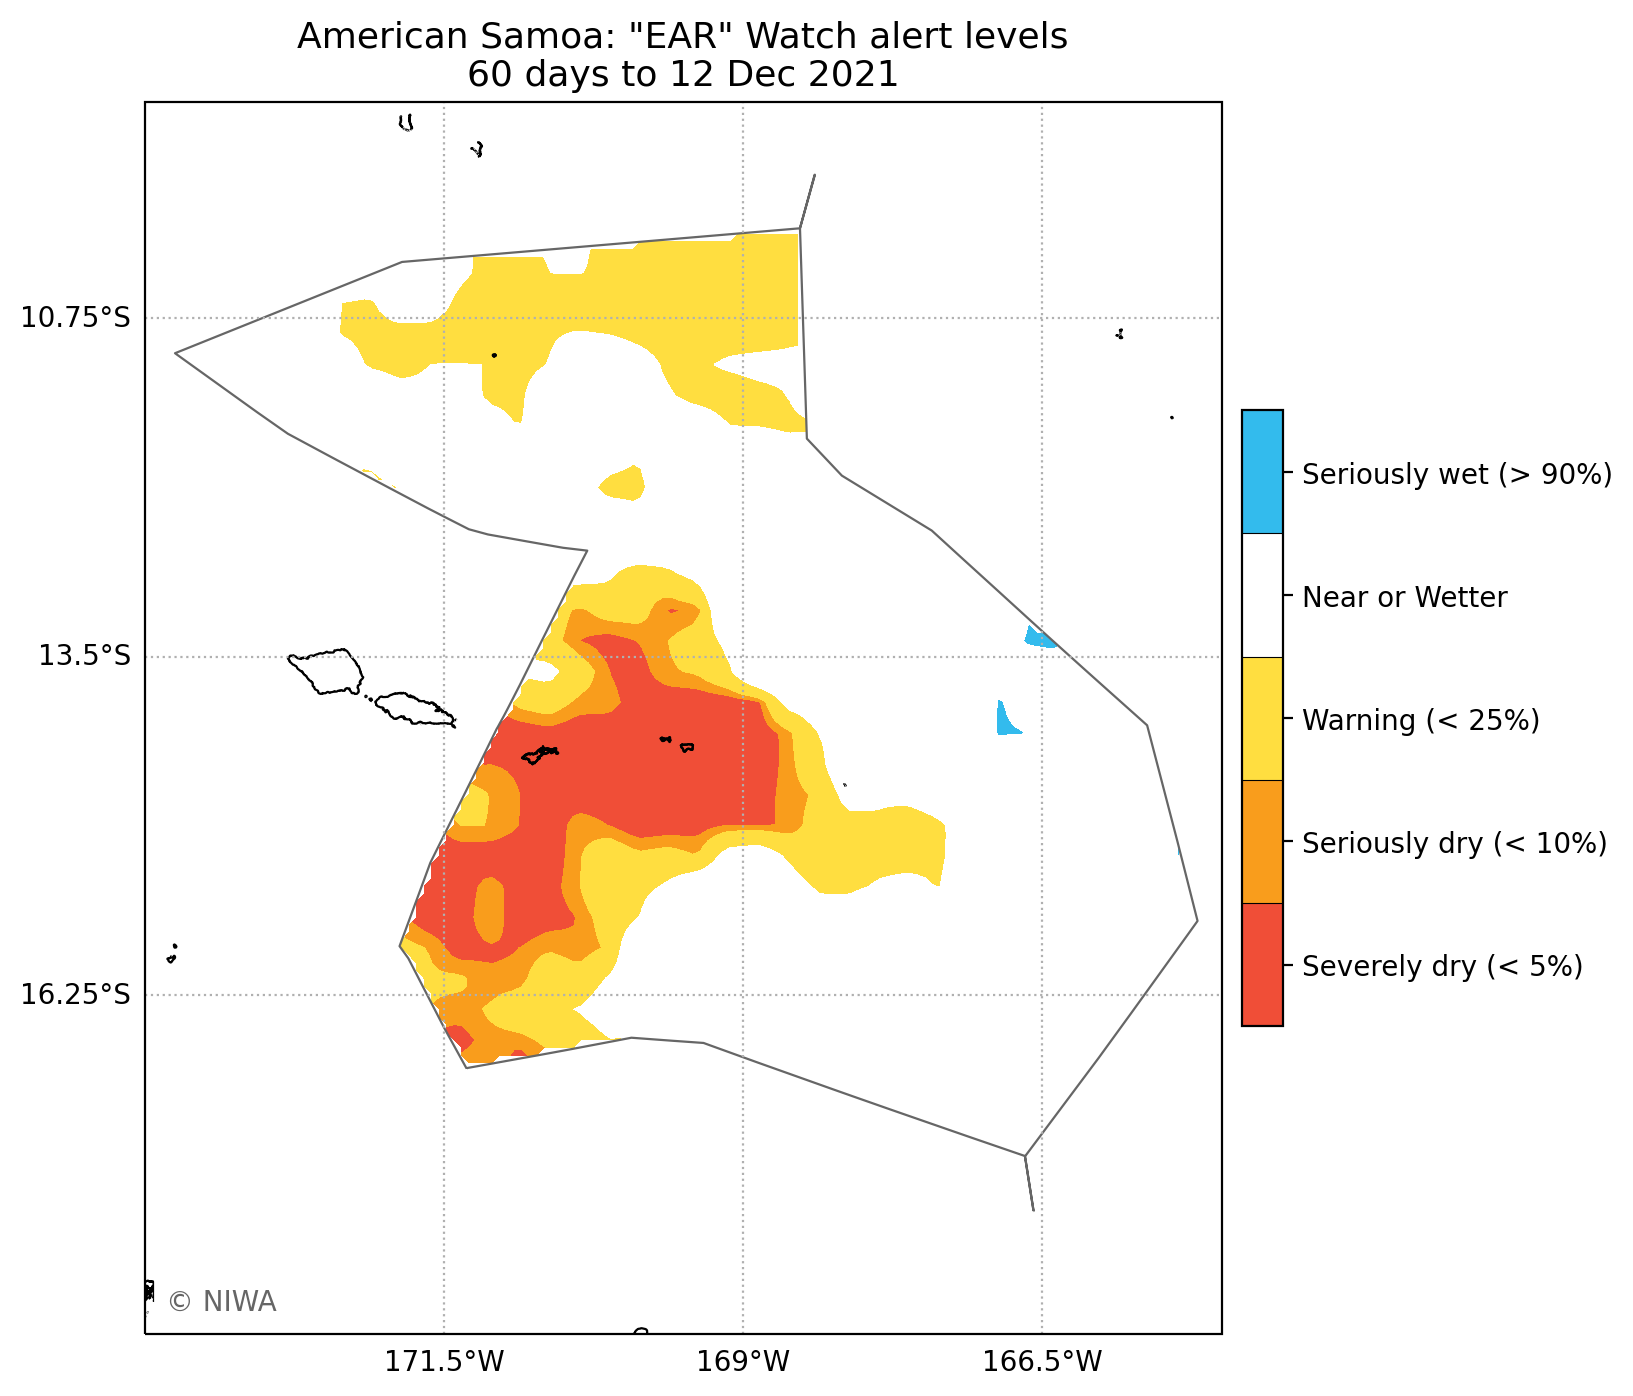 American Samoa: "EAR" Watch alert levels
60 days to 12 Dec 2021
10.75°S
13.5°S
16.25°S
171.5°W
169°W
166.5°W
© NIWA
Seriously wet (> 90%)
Near or Wetter
Warning (< 25%)
Seriously dry (< 10%)
Severely dry (< 5%)